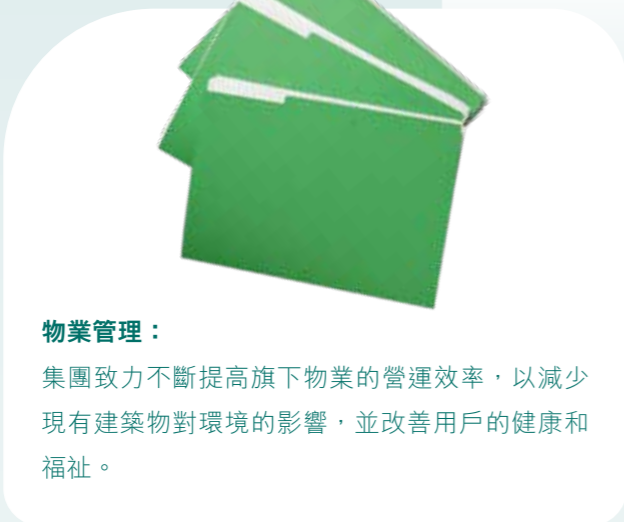 物業管理：
集團致力不斷提高旗下物業的營運效率，以減少
現有建築物對環境的影響，並改善用戶的健康和
福祉。